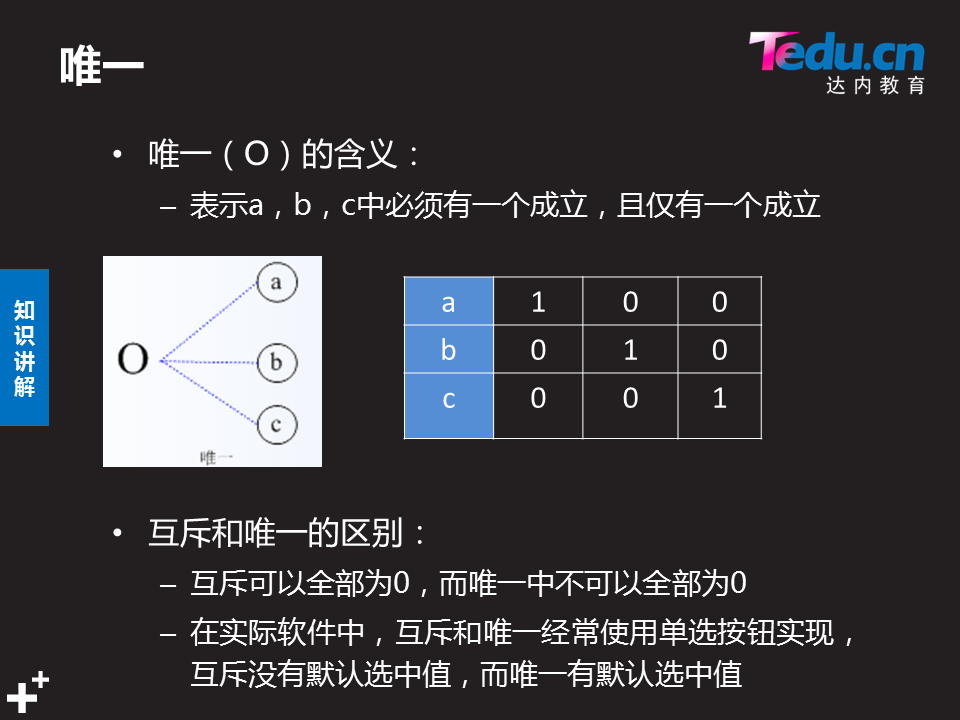 唯一
Tedu.cn
达内教育
• 唯一（O）的含义：
– 表示a，b，c中必须有一个成立，且仅有一个成立
知识讲解
O
a
b
c
唯一
a 1 0 0
b 0 1 0
c 0 0 1
• 互斥和唯一的区别：
– 互斥可以全部为0，而唯一中不可以全部为0
– 在实际软件中，互斥和唯一经常使用单选按钮实现，
互斥没有默认选中值，而唯一有默认选中值